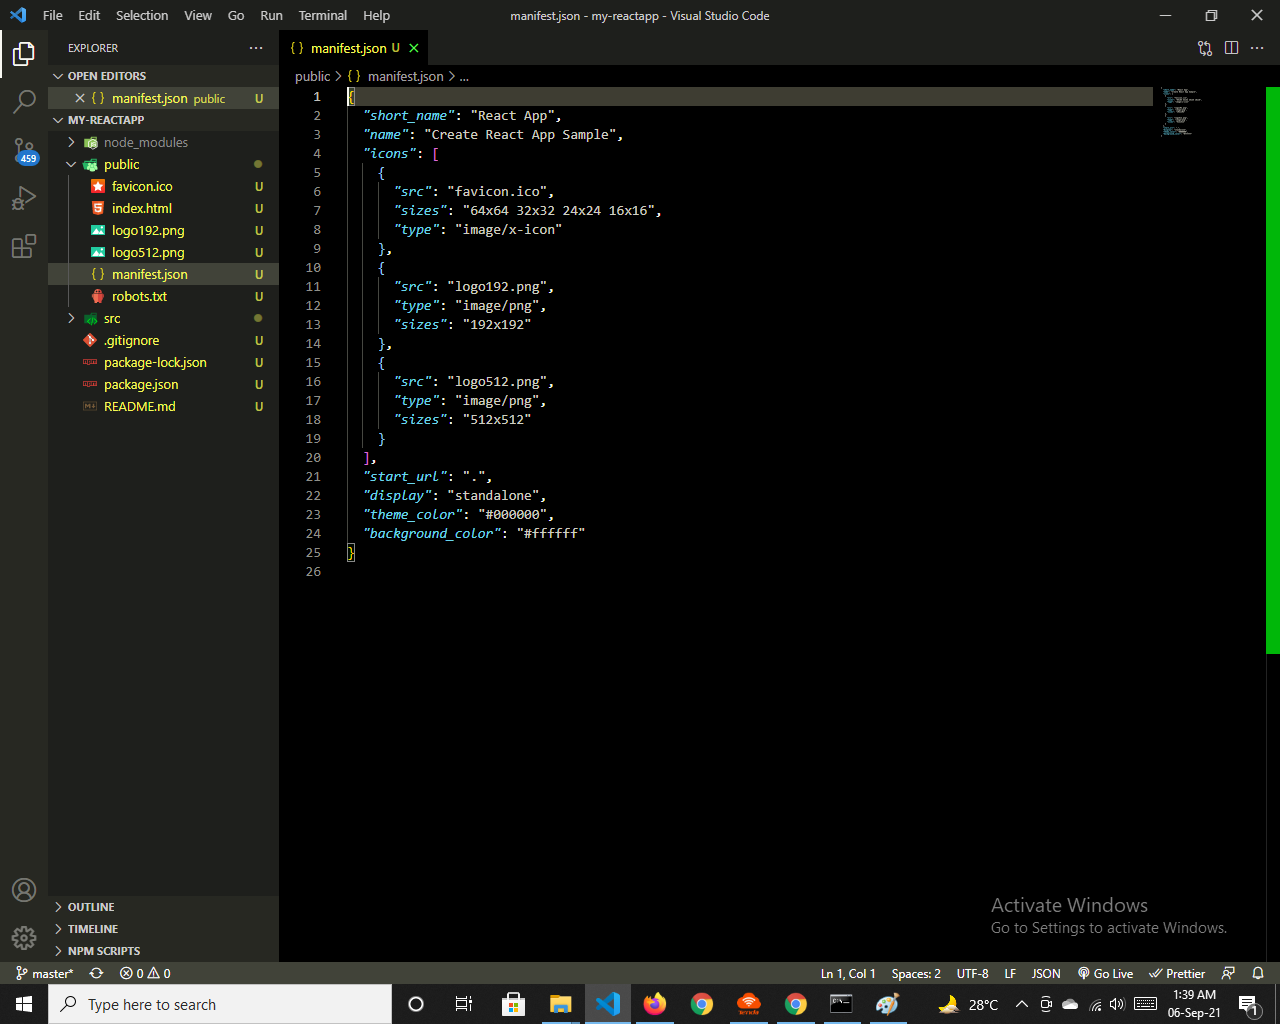 File Edit Selection View Go Run Terminal Help
manifest.json - my-reactapp - Visual Studio Code
EXPLORER
OPEN EDITORS
manifest.json public U
MY-REACTAPP
node_modules
public
favicon.ico U
index.html U
logo192.png U
logo512.png U
manifest.json U
robots.txt U
src
.gitignore U
package-lock.json U
package.json U
README.md U
OUTLINE
TIMELINE
NPM SCRIPTS
459
{ } manifest.json U
public > { } manifest.json > ...
1 {
2 "short_name": "React App",
3 "name": "Create React App Sample",
4 "icons": [
5 {
6 "src": "favicon.ico",
7 "sizes": "64x64 32x32 24x24 16x16",
8 "type": "image/x-icon"
9 },
10 {
11 "src": "logo192.png",
12 "type": "image/png",
13 "sizes": "192x192"
14 },
15 {
16 "src": "logo512.png",
17 "type": "image/png",
18 "sizes": "512x512"
19 }
20 ],
21 "start_url": ".",
22 "display": "standalone",
23 "theme_color": "#000000",
24 "background_color": "#ffffff"
25 }
26
Activate Windows
Go to Settings to activate Windows.
master* 0 0 Ln 1, Col 1 Spaces: 2 UTF-8 LF JSON Go Live Prettier
Type here to search
28°C
1:39 AM
06-Sep-21
1